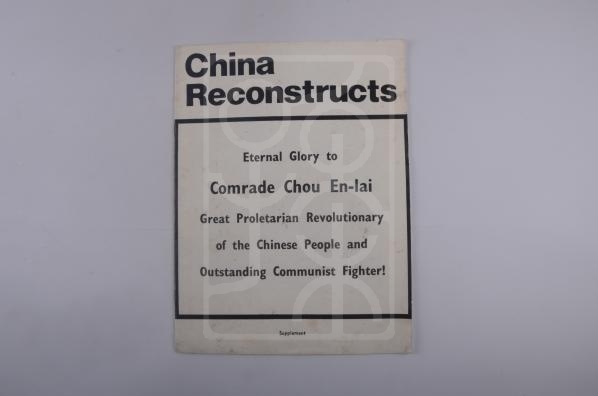 China
Reconstructs
Eternal Glory to
Comrade Chou En-lai
Great Proletarian Revolutionary
of the Chinese People and
Outstanding Communist Fighter!
Supplement